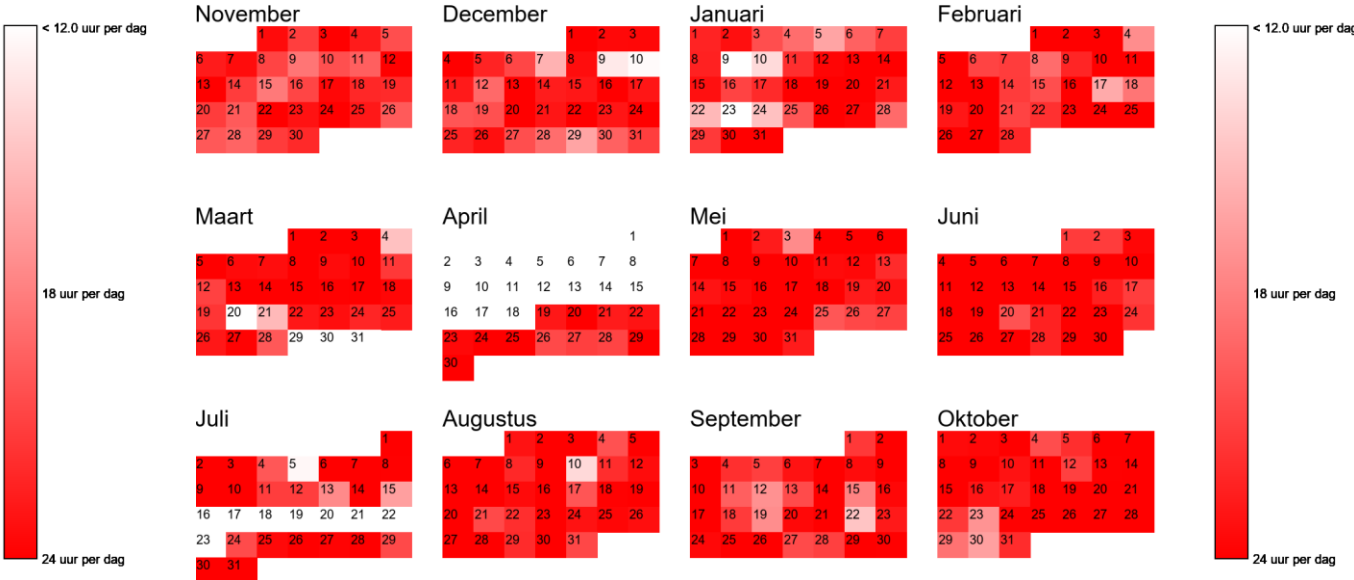 < 12.0 uur per dag
18 uur per dag
24 uur per dag
November December Januari Februari
1 2 3 4 5 1 2 3 1 2 3 4 5 6 7 1 2 3 4
6 7 8 9 10 11 12 4 5 6 7 8 9 10 8 9 10 11 12 13 14 5 6 7 8 9 10 11
13 14 15 16 17 18 19 11 12 13 14 15 16 17 15 16 17 18 19 20 21 12 13 14 15 16 17 18
20 21 22 23 24 25 26 18 19 20 21 22 23 24 22 23 24 25 26 27 28 19 20 21 22 23 24 25
27 28 29 30 25 26 27 28 29 30 31 29 30 31 26 27 28
Maart April Mei Juni
1 2 3 4 1 1 2 3 4 5 6 1 2 3
5 6 7 8 9 10 11 2 3 4 5 6 7 8 7 8 9 10 11 12 13 4 5 6 7 8 9 10
12 13 14 15 16 17 18 9 10 11 12 13 14 15 14 15 16 17 18 19 20 11 12 13 14 15 16 17
19 20 21 22 23 24 25 16 17 18 19 20 21 22 21 22 23 24 25 26 27 18 19 20 21 22 23 24
26 27 28 29 30 31 23 24 25 26 27 28 29 28 29 30 31 25 26 27 28 29 30
30
Juli Augustus September Oktober
1 1 2 3 4 5 1 2 1 2 3 4 5 6 7
2 3 4 5 6 7 8 6 7 8 9 10 11 12 3 4 5 6 7 8 9 8 9 10 11 12 13 14
9 10 11 12 13 14 15 13 14 15 16 17 18 19 10 11 12 13 14 15 16 15 16 17 18 19 20 21
16 17 18 19 20 21 22 20 21 22 23 24 25 26 17 18 19 20 21 22 23 22 23 24 25 26 27 28
23 24 25 26 27 28 29 27 28 29 30 31 24 25 26 27 28 29 30 29 30 31
30 31
< 12.0 uur per dag
18 uur per dag
24 uur per dag